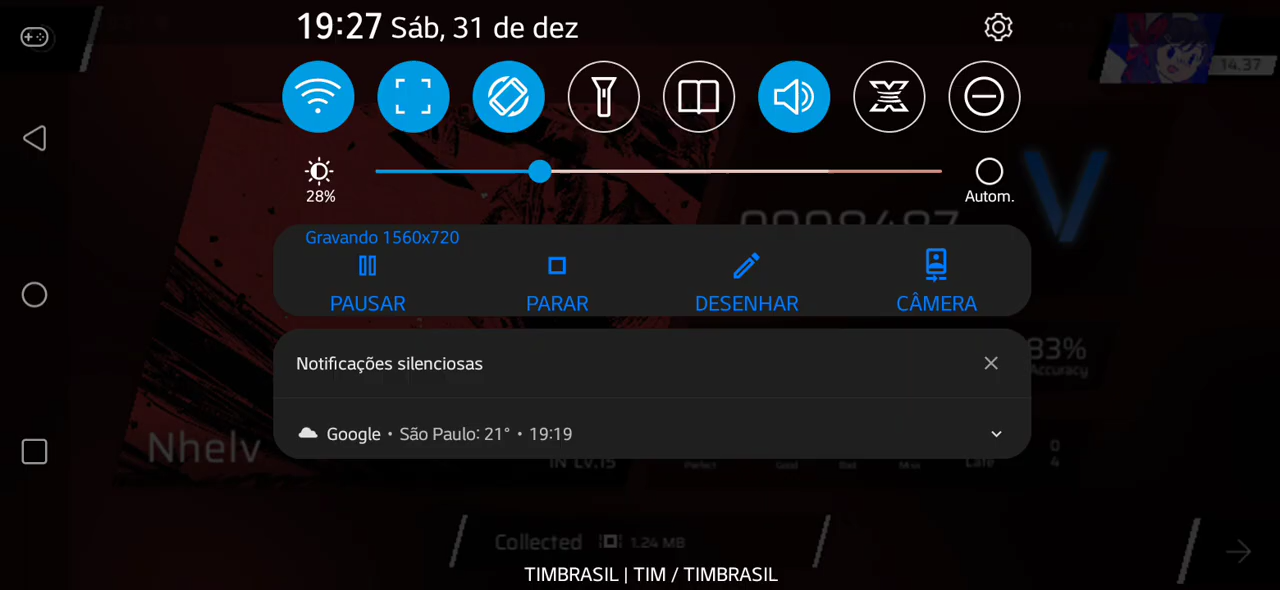 19:27 Sáb, 31 de dez
14.37
28%
Autom.
V
Gravando 1560x720
PAUSAR
PARAR
DESENHAR
CÂMERA
Notificações silenciosas
83%
Accuracy
Google • São Paulo: 21° • 19:19
Nhelv
IN Lv.15
Perfect
Good
Bad
Miss
Late
0
4
Collected 1.24 MB
TIMBRASIL | TIM / TIMBRASIL